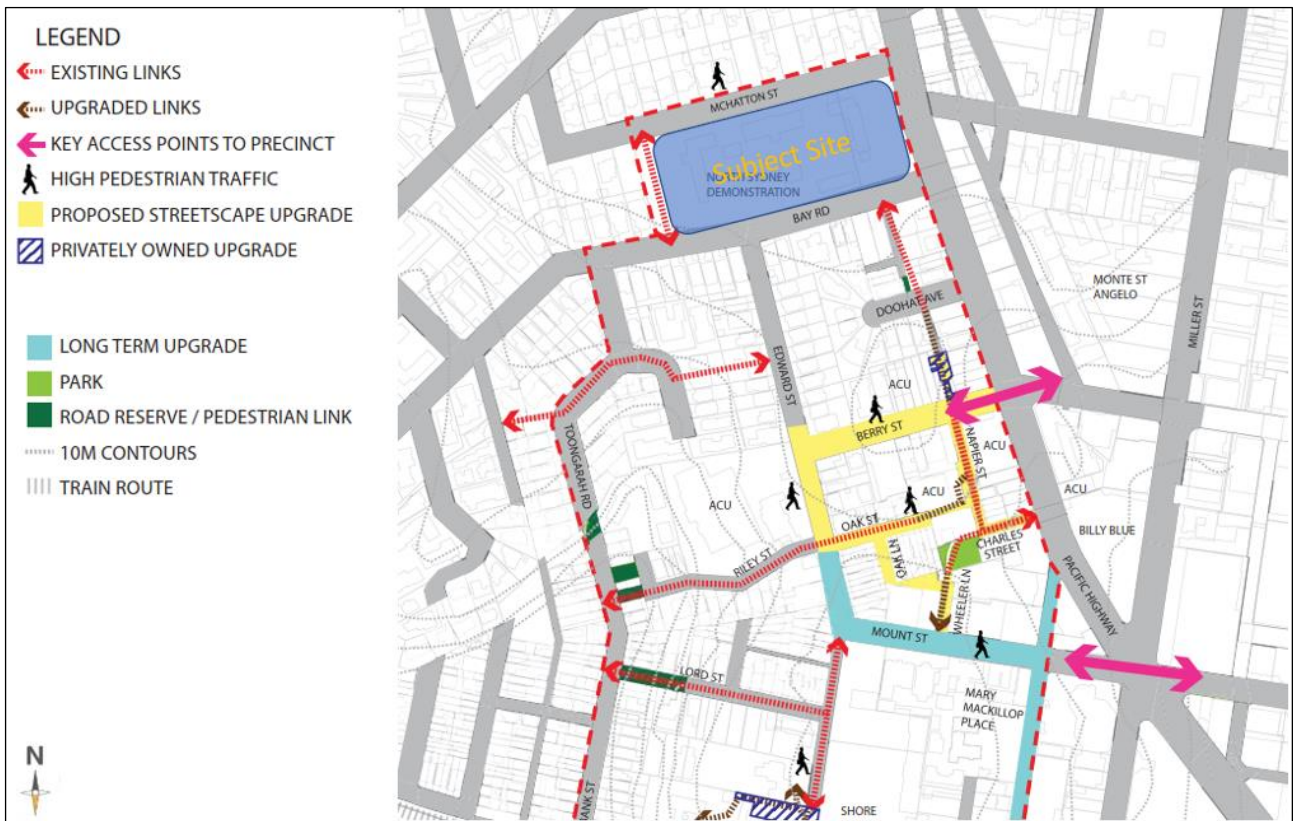 LEGEND
EXISTING LINKS
UPGRADED LINKS
KEY ACCESS POINTS TO PRECINCT
HIGH PEDESTRIAN TRAFFIC
PROPOSED STREETSCAPE UPGRADE
PRIVATELY OWNED UPGRADE
LONG TERM UPGRADE
PARK
ROAD RESERVE / PEDESTRIAN LINK
10M CONTOURS
TRAIN ROUTE
N
MCHATTON ST
Subject Site
NORTH SYDNEY
DEMONSTRATION
BAY RD
MONTE ST
ANGELO
DOOHAT AVE
MILLER ST
EDWARD ST
ACU
BERRY ST
NAPIER ST
ACU
TOONGARAH RD
ACU
ACU
ACU
OAK ST
BILLY BLUE
CHARLES
STREET
OAK LN
RILEY ST
WHEELER LN
PACIFIC HIGHWAY
MOUNT ST
LORD ST
MARY
MACKILLOP
PLACE
SHORE